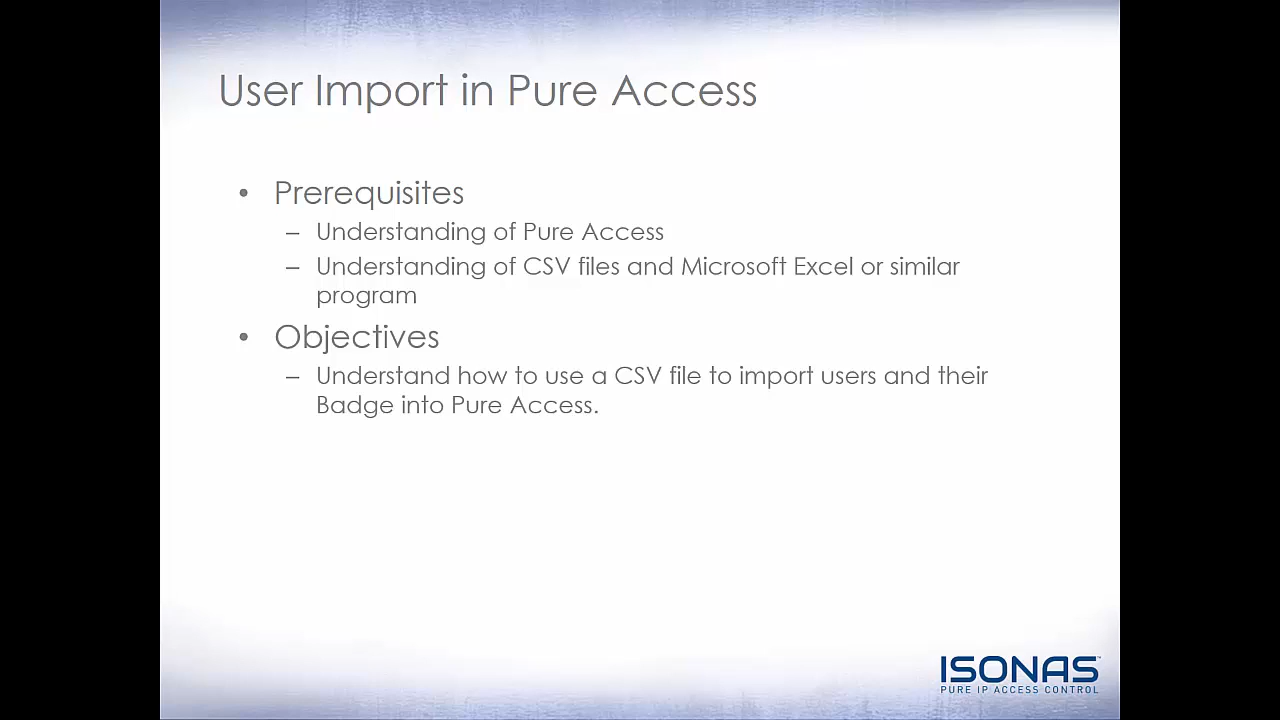 User Import in Pure Access
• Prerequisites
– Understanding of Pure Access
– Understanding of CSV files and Microsoft Excel or similar
program
• Objectives
– Understand how to use a CSV file to import users and their
Badge into Pure Access.
ISONAS™
PURE IP ACCESS CONTROL